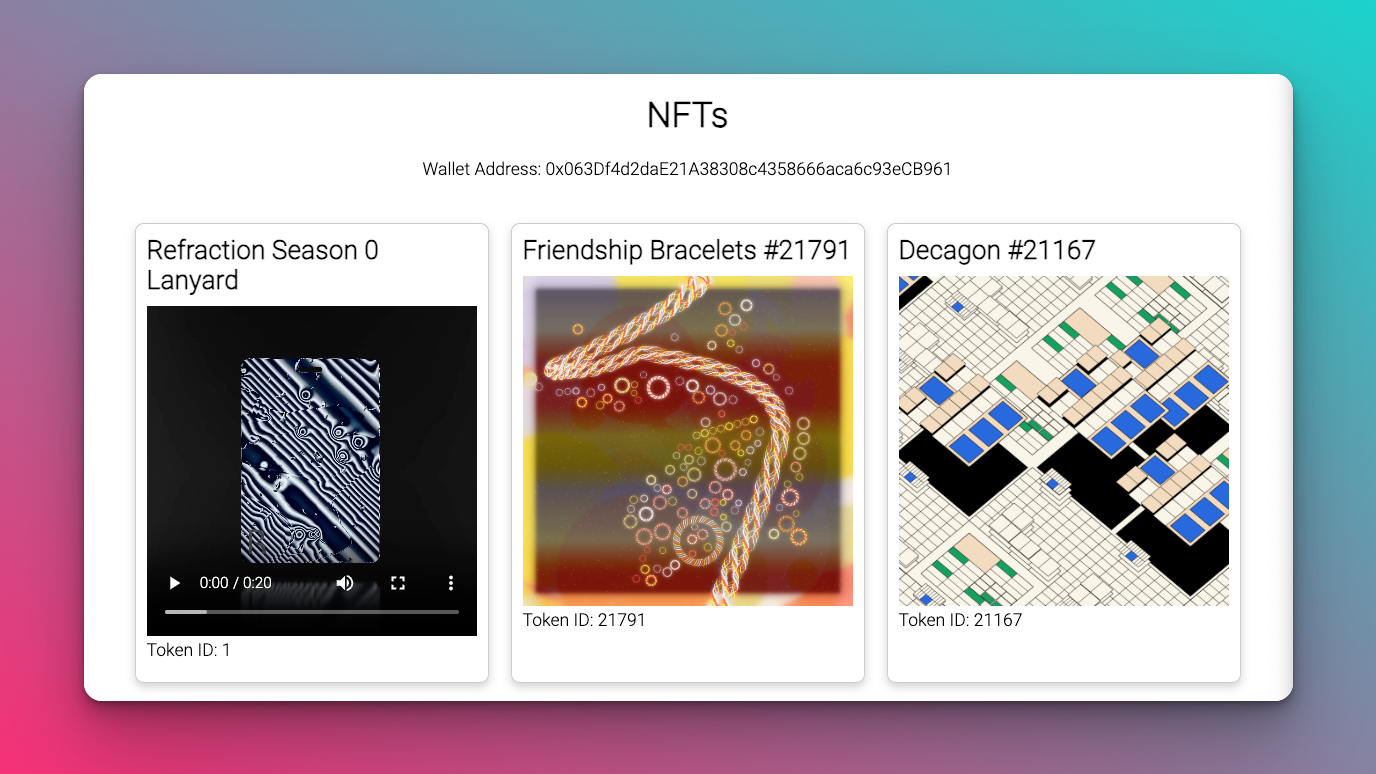 NFTs
Wallet Address: 0x063Df4d2daE21A38308c4358666aca6c93eCB961
Refraction Season 0
Lanyard
0:00 / 0:20
Token ID: 1
Friendship Bracelets #21791
Token ID: 21791
Decagon #21167
Token ID: 21167